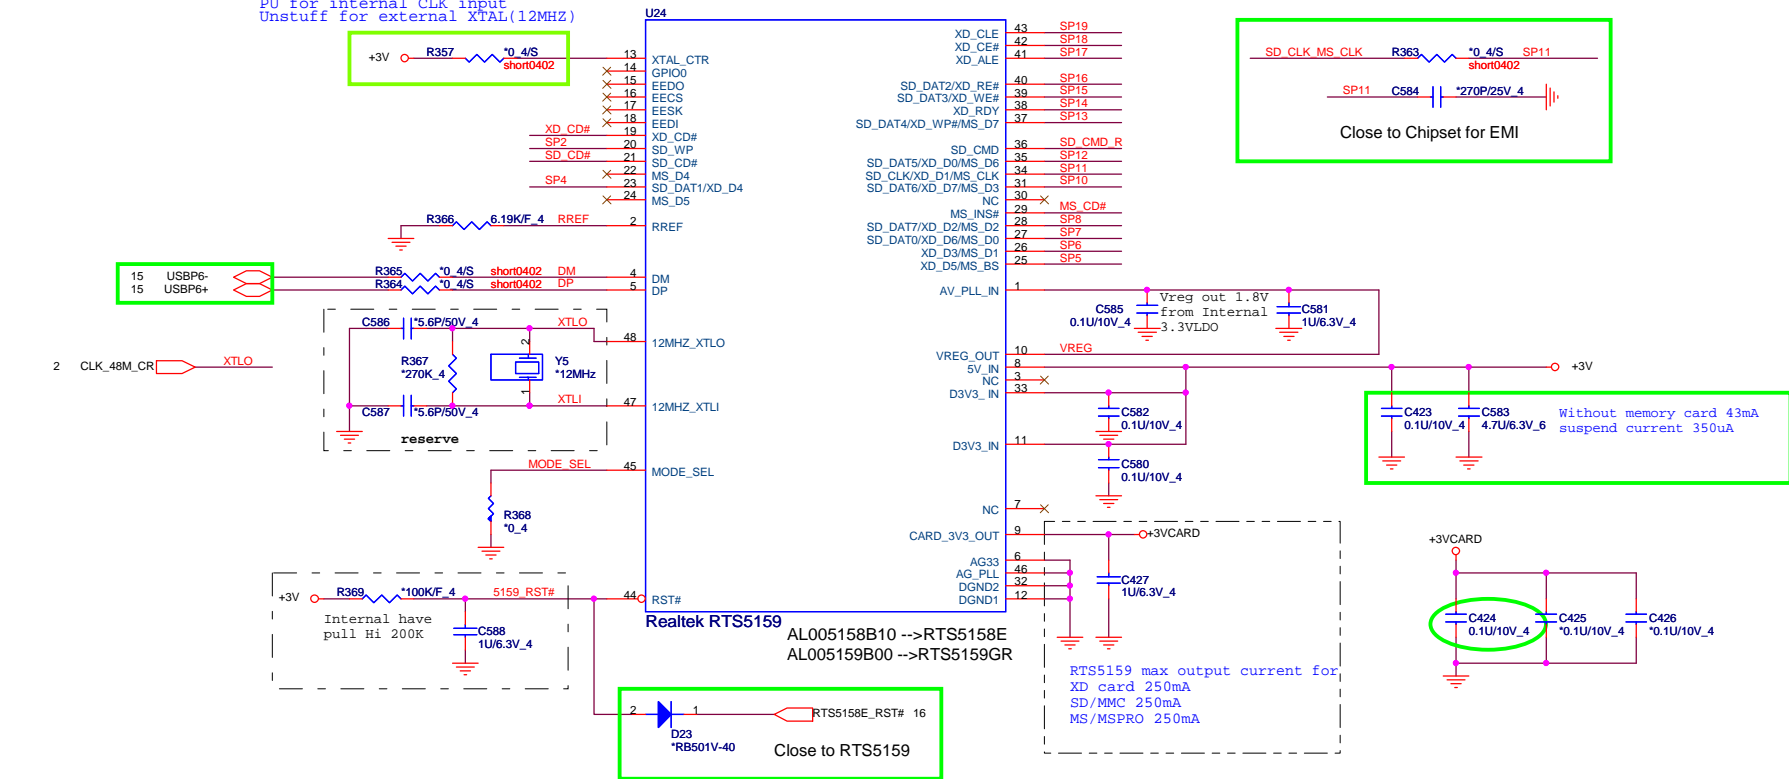 PU for internal CLK input
Unstuff for external XTAL(12MHZ)
+3V
R357
*0_4/S
short0402
U24
Realtek RTS5159
AL005158B10 -->RTS5158E
AL005159B00 -->RTS5159GR
13 XTAL_CTR
14 GPIO0
15 EEDO
16 EECS
17 EESK
18 EEDI
XD_CD# 19 XD_CD#
SP2 20 SD_WP
SD_CD# 21 SD_CD#
22 MS_D4
SP4 23 SD_DAT1/XD_D4
24 MS_D5
R366 6.19K/F_4 RREF 2 RREF
15 USBP6-
15 USBP6+
R365 *0_4/S short0402 DM 4 DM
R364 *0_4/S short0402 DP 5 DP
C586 *5.6P/50V_4 XTLO
48 12MHZ_XTLO
R367
*270K_4
2
1
Y5
*12MHz
C587 *5.6P/50V_4 XTLI 47 12MHZ_XTLI
reserve
2 CLK_48M_CR XTLO
MODE_SEL 45 MODE_SEL
R368
*0_4
+3V R369 *100K/F_4 5159_RST# 44 RST#
Internal have
pull Hi 200K
C588
1U/6.3V_4
2 1 RTS5158E_RST# 16
D23
*RB501V-40
Close to RTS5159
XD_CLE 43 SP19
XD_CE# 42 SP18
XD_ALE 41 SP17
SD_DAT2/XD_RE# 40 SP16
SD_DAT3/XD_WE# 39 SP15
XD_RDY 38 SP14
SD_DAT4/XD_WP#/MS_D7 37 SP13
SD_CMD 36 SD_CMD_R
SD_DAT5/XD_D0/MS_D6 35 SP12
SD_CLK/XD_D1/MS_CLK 34 SP11
SD_DAT6/XD_D7/MS_D3 31 SP10
NC 30
MS_INS# 29 MS_CD#
SD_DAT7/XD_D2/MS_D2 28 SP8
SD_DAT0/XD_D6/MS_D0 27 SP7
XD_D3/MS_D1 26 SP6
XD_D5/MS_BS 25 SP5
AV_PLL_IN 1
C585
0.1U/10V_4
Vreg out 1.8V
from Internal
3.3VLDO
C581
1U/6.3V_4
VREG_OUT 10 VREG
5V_IN 8
+3V
NC 3
D3V3_ IN 33
C582
0.1U/10V_4
D3V3_IN 11
C580
0.1U/10V_4
NC 7
CARD_3V3_OUT 9 +3VCARD
AG33 6
AG_PLL 46
DGND2 32
DGND1 12
C427
1U/6.3V_4
RTS5159 max output current for
XD card 250mA
SD/MMC 250mA
MS/MSPRO 250mA
SD_CLK_MS_CLK R363 *0_4/S SP11
short0402
SP11 C584 *270P/25V_4
Close to Chipset for EMI
C423
0.1U/10V_4
C583
4.7U/6.3V_6
Without memory card 43mA
suspend current 350uA
+3VCARD
C424
0.1U/10V_4
C425
*0.1U/10V_4
C426
*0.1U/10V_4